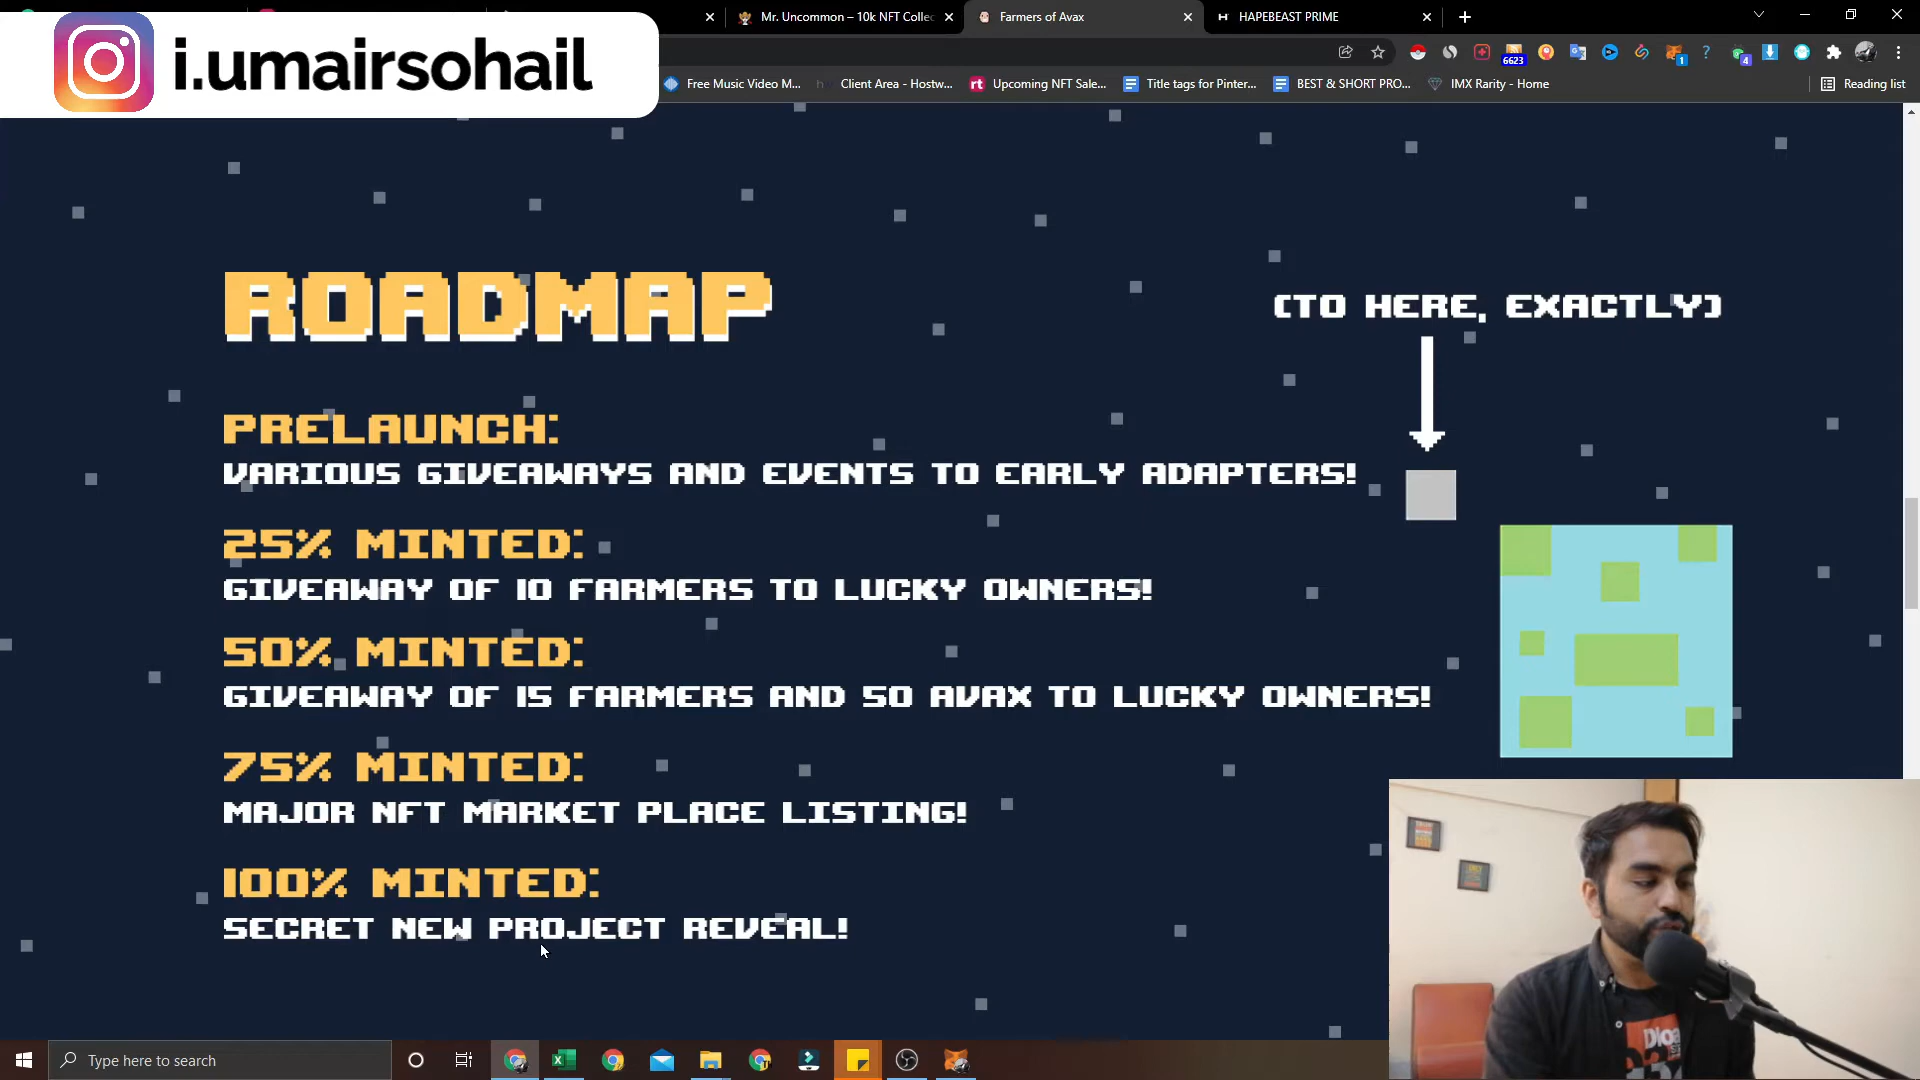 i.umairsohail
Mr. Uncommon – 10k NFT Collec
Farmers of Avax
HAPEBEAST PRIME
6623
1
4
Free Music Video M...
Client Area - Hostw...
Upcoming NFT Sale...
Title tags for Pinter...
BEST & SHORT PRO...
IMX Rarity - Home
Reading list
ROADMAP
(TO HERE, EXACTLY)
PRELAUNCH:
VARIOUS GIVEAWAYS AND EVENTS TO EARLY ADAPTERS!
25% MINTED:
GIVEAWAY OF 10 FARMERS TO LUCKY OWNERS!
50% MINTED:
GIVEAWAY OF 15 FARMERS AND 50 AVAX TO LUCKY OWNERS!
75% MINTED:
MAJOR NFT MARKET PLACE LISTING!
100% MINTED:
SECRET NEW PROJECT REVEAL!
Type here to search